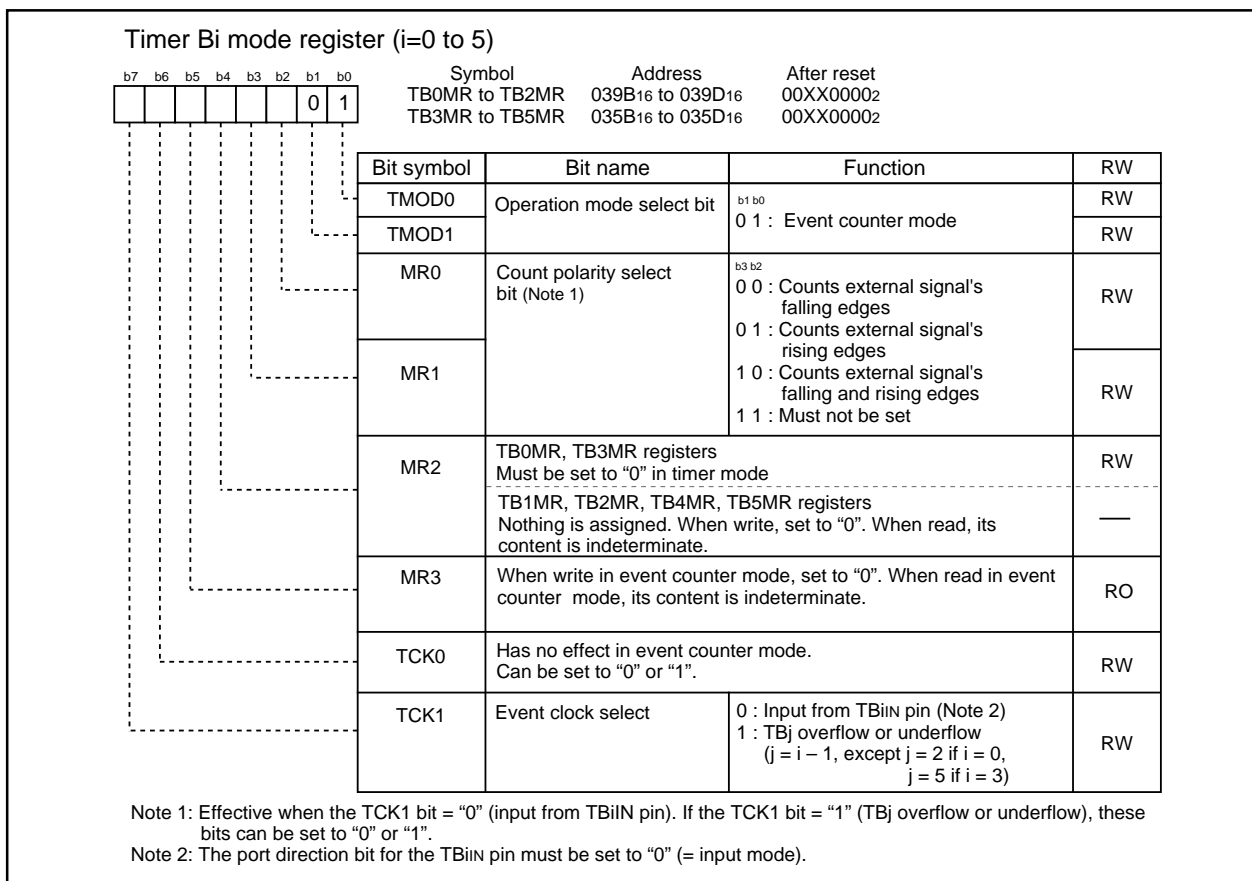 Timer Bi mode register (i=0 to 5)
b7 b6 b5 b4 b3 b2 b1 b0
0 1
Symbol Address After reset
TB0MR to TB2MR 039B16 to 039D16 00XX00002
TB3MR to TB5MR 035B16 to 035D16 00XX00002
Bit symbol Bit name Function RW
TMOD0 Operation mode select bit b1 b0 RW
0 1 : Event counter mode
TMOD1 RW
MR0 Count polarity select b3 b2
bit (Note 1) 0 0 : Counts external signal's RW
falling edges
0 1 : Counts external signal's
rising edges
MR1 1 0 : Counts external signal's RW
falling and rising edges
1 1 : Must not be set
MR2 TB0MR, TB3MR registers RW
Must be set to “0” in timer mode
TB1MR, TB2MR, TB4MR, TB5MR registers
Nothing is assigned. When write, set to “0”. When read, its —
content is indeterminate.
MR3 When write in event counter mode, set to “0”. When read in event RO
counter mode, its content is indeterminate.
TCK0 Has no effect in event counter mode. RW
Can be set to “0” or “1”.
TCK1 Event clock select 0 : Input from TBiIN pin (Note 2) RW
1 : TBj overflow or underflow
(j = i – 1, except j = 2 if i = 0,
j = 5 if i = 3)
Note 1: Effective when the TCK1 bit = “0” (input from TBiIN pin). If the TCK1 bit = “1” (TBj overflow or underflow), these
bits can be set to “0” or “1”.
Note 2: The port direction bit for the TBiIN pin must be set to “0” (= input mode).